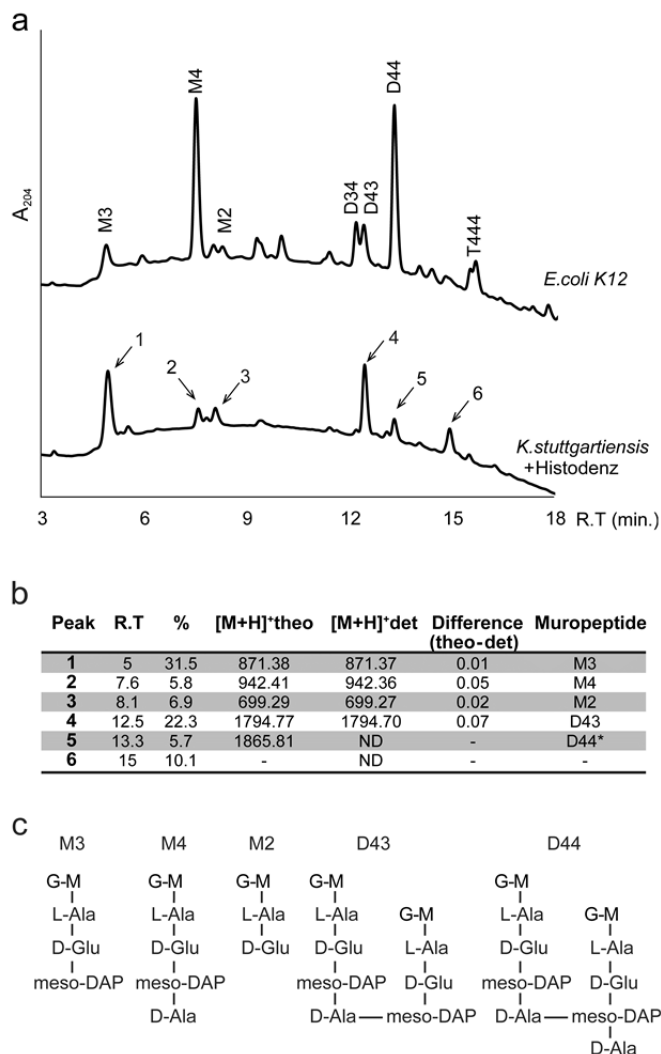 a
A204
M3
M4
M2
D34
D43
D44
T444
E.coli K12
1
2
3
4
5
6
K.stuttgartiensis
+Histodenz
3 6 9 12 15 18 R.T (min.)
b
Peak R.T % [M+H]+theo [M+H]+det Difference (theo-det) Muropeptide
1 5 31.5 871.38 871.37 0.01 M3
2 7.6 5.8 942.41 942.36 0.05 M4
3 8.1 6.9 699.29 699.27 0.02 M2
4 12.5 22.3 1794.77 1794.70 0.07 D43
5 13.3 5.7 1865.81 ND - D44*
6 15 10.1 - ND - -
c
M3 M4 M2 D43 D44
G-M G-M G-M G-M G-M
L-Ala L-Ala L-Ala L-Ala G-M L-Ala G-M
D-Glu D-Glu D-Glu D-Glu L-Ala D-Glu L-Ala
meso-DAP meso-DAP meso-DAP D-Glu meso-DAP D-Glu
D-Ala D-Ala — meso-DAP D-Ala — meso-DAP
D-Ala